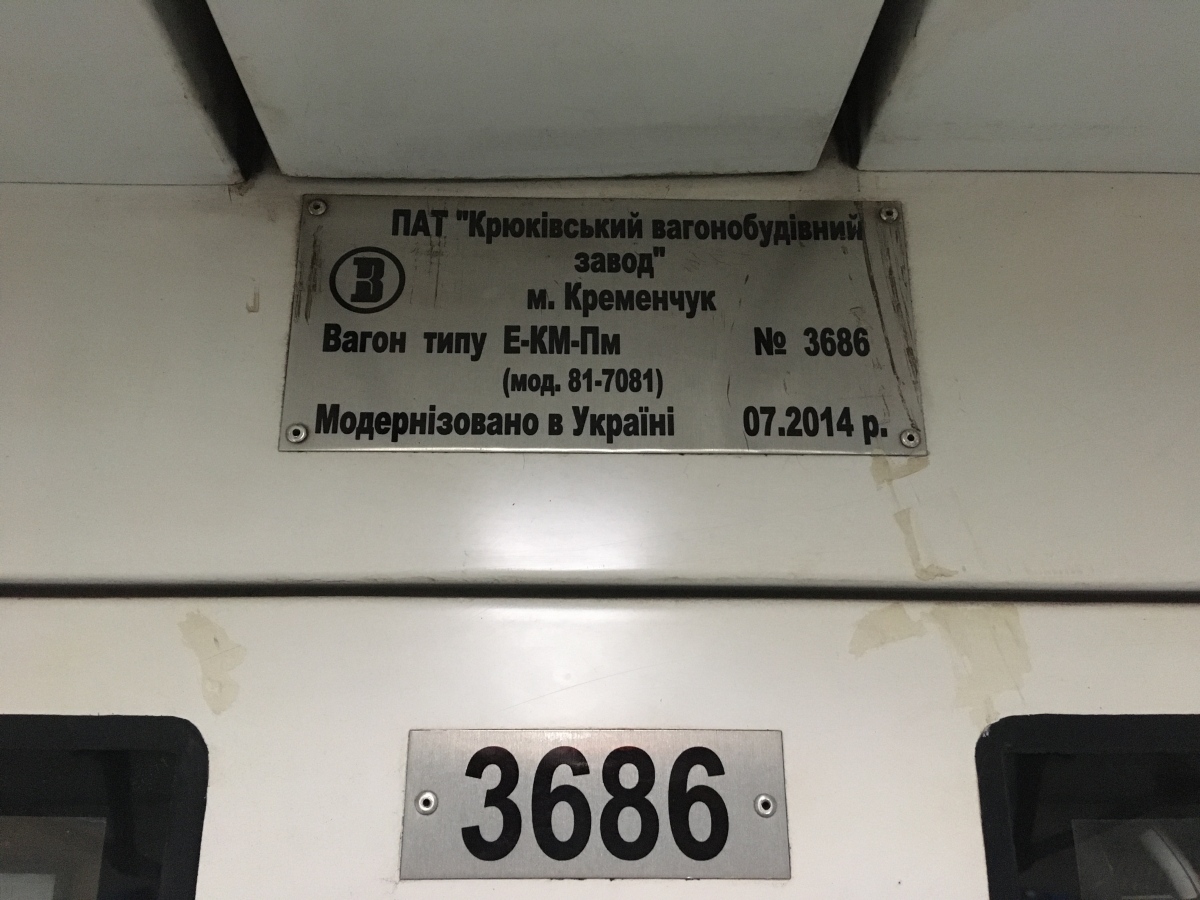 ПАТ "Крюківський вагонобудівний
завод"
м. Кременчук
Вагон типу Е-КМ-Пм № 3686
(мод. 81-7081)
Модернізовано в Україні 07.2014 р.
3686